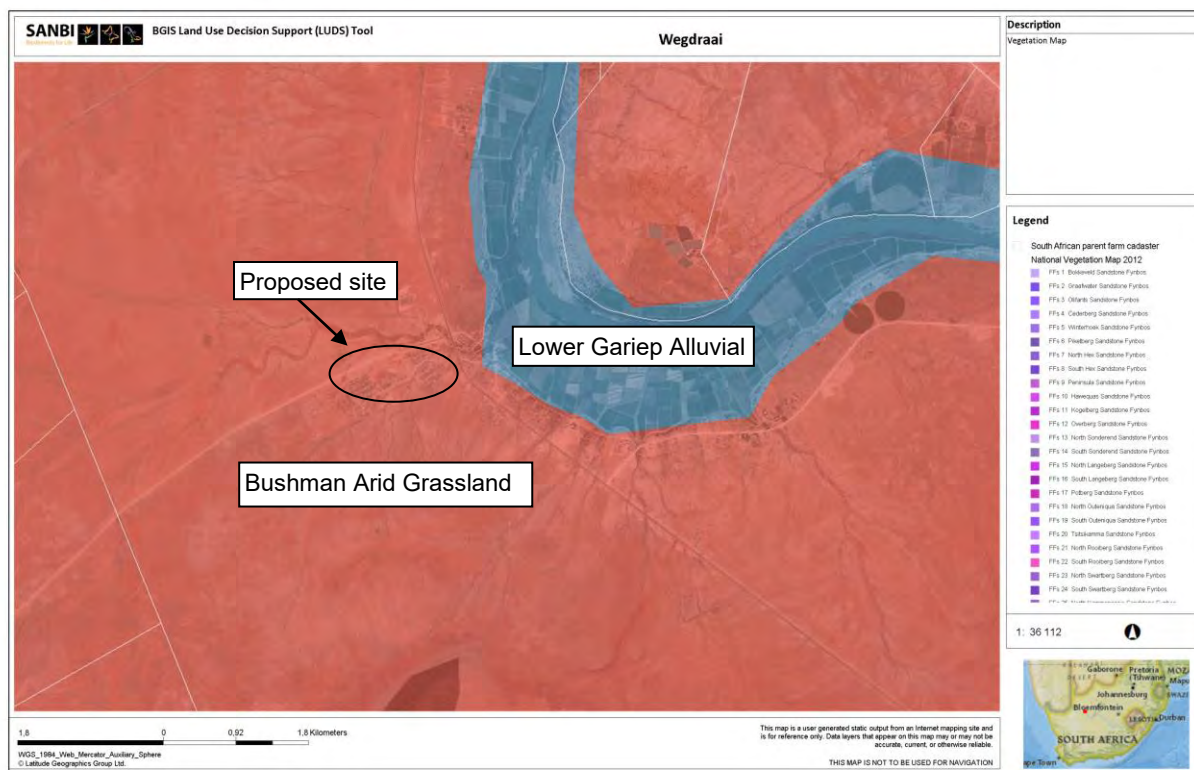 SANBI
Biodiversity for Life
BGIS Land Use Decision Support (LUDS) Tool
Wegdraai
Description
Vegetation Map
Proposed site
Lower Gariep Alluvial
Bushman Arid Grassland
Legend
South African parent farm cadaster
National Vegetation Map 2012
FFs 1 Bokkeveld Sandstone Fynbos
FFs 2 Graafwater Sandstone Fynbos
FFs 3 Olifants Sandstone Fynbos
FFs 4 Cederberg Sandstone Fynbos
FFs 5 Winterhoek Sandstone Fynbos
FFs 6 Piketberg Sandstone Fynbos
FFs 7 North Hex Sandstone Fynbos
FFs 8 South Hex Sandstone Fynbos
FFs 9 Peninsula Sandstone Fynbos
FFs 10 Hawequas Sandstone Fynbos
FFs 11 Kogelberg Sandstone Fynbos
FFs 12 Overberg Sandstone Fynbos
FFs 13 North Sonderend Sandstone Fynbos
FFs 14 South Sonderend Sandstone Fynbos
FFs 15 North Langeberg Sandstone Fynbos
FFs 16 South Langeberg Sandstone Fynbos
FFs 17 Potberg Sandstone Fynbos
FFs 18 North Outeniqua Sandstone Fynbos
FFs 19 South Outeniqua Sandstone Fynbos
FFs 20 Tsitsikamma Sandstone Fynbos
FFs 21 North Rooiberg Sandstone Fynbos
FFs 22 South Rooiberg Sandstone Fynbos
FFs 23 North Swartberg Sandstone Fynbos
FFs 24 South Swartberg Sandstone Fynbos
1: 36 112
Gaborone Pretoria MOZ
(Tshwane) Mapu
Johannesburg SWAZI
Bloemfontein
LESOTHO Durban
SOUTH AFRICA
ape Town
1,8 0 0,92 1,8 Kilometers
WGS_1984_Web_Mercator_Auxiliary_Sphere
© Latitude Geographics Group Ltd.
This map is a user generated static output from an Internet mapping site and
is for reference only. Data layers that appear on this map may or may not be
accurate, current, or otherwise reliable.
THIS MAP IS NOT TO BE USED FOR NAVIGATION